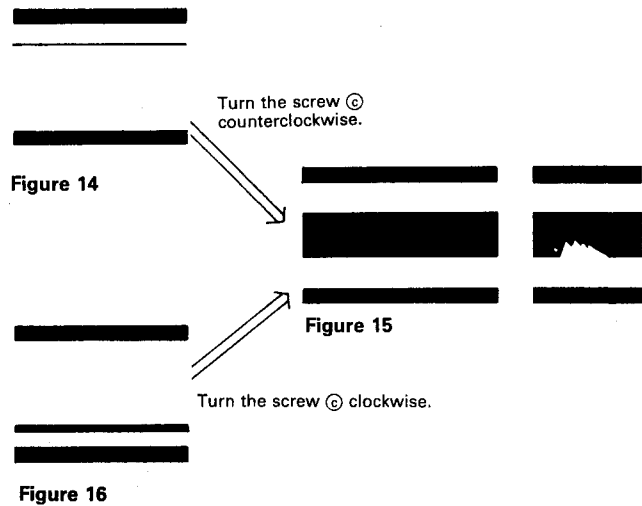 Turn the screw ⓒ
counterclockwise.
Figure 14
Figure 15
Turn the screw ⓒ clockwise.
Figure 16